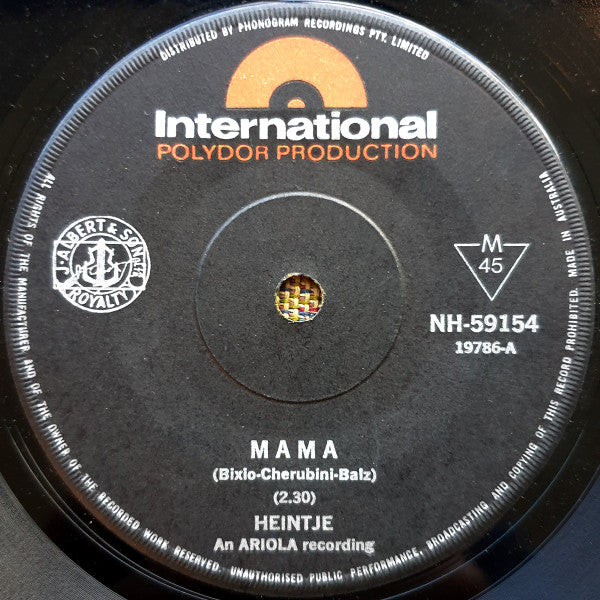 DISTRIBUTED BY PHONOGRAM RECORDINGS PTY. LIMITED
International
POLYDOR PRODUCTION
J. ALBERT & SON PTY LTD
ROYALTY
M
45
NH-59154
19786-A
MAMA
(Bixio-Cherubini-Balz)
(2.30)
HEINTJE
An ARIOLA recording
ALL RIGHTS OF THE MANUFACTURER AND OF THE OWNER OF THE RECORDED WORK RESERVED. UNAUTHORISED PUBLIC PERFORMANCE, BROADCASTING AND COPYING OF THIS RECORD PROHIBITED. MADE IN AUSTRALIA